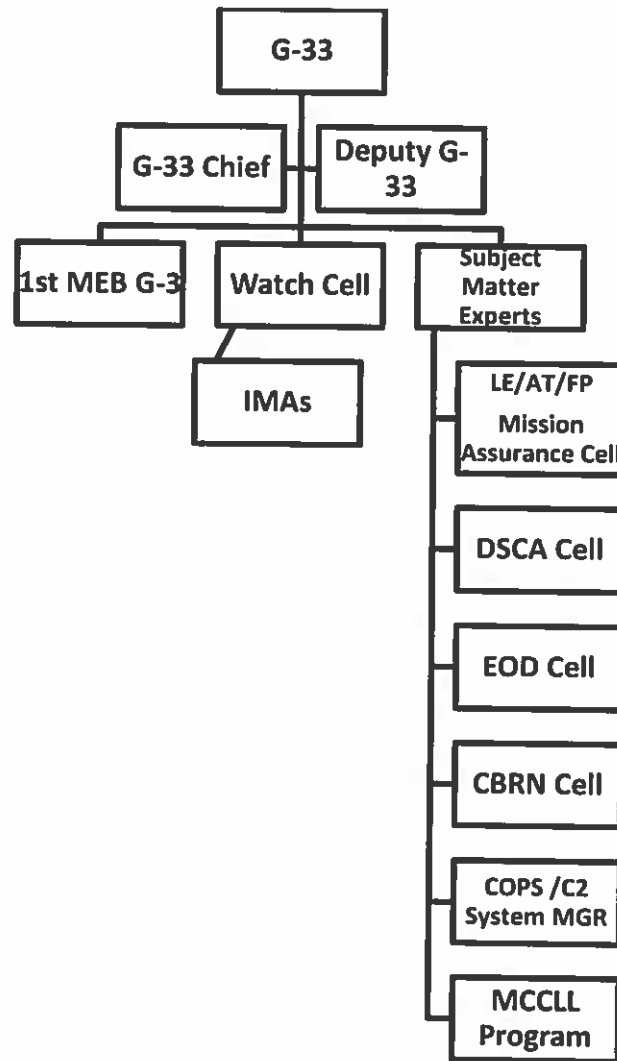 G-33
G-33 Chief
Deputy G-
33
1st MEB G-3
Watch Cell
Subject
Matter
Experts
IMAs
LE/AT/FP
Mission
Assurance Cell
DSCA Cell
EOD Cell
CBRN Cell
COPS /C2
System MGR
MCCLL
Program